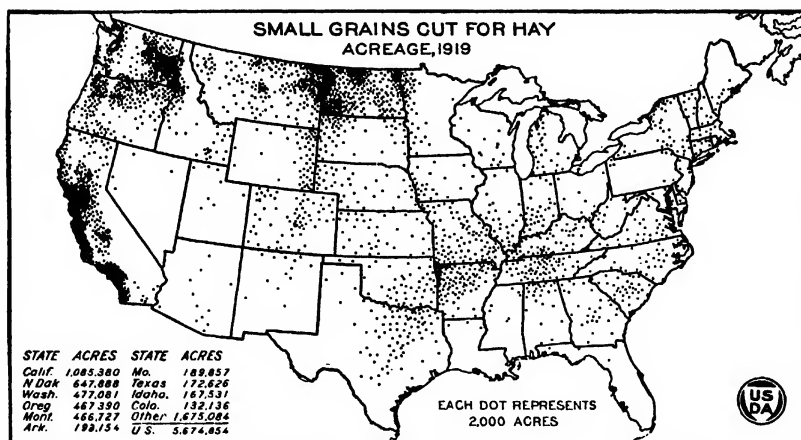 SMALL GRAINS CUT FOR HAY
ACREAGE, 1919
STATE ACRES STATE ACRES
Calif. 1,085,380 Mo. 189,857
N Dak 647,888 Texas 172,626
Wash. 477,081 Idaho, 167,531
Oreg 467,390 Colo. 132,136
Mont. 466,727 Other 1,675,084
Ark. 193,154 U.S. 5,674,854
EACH DOT REPRESENTS
2,000 ACRES
US
DA